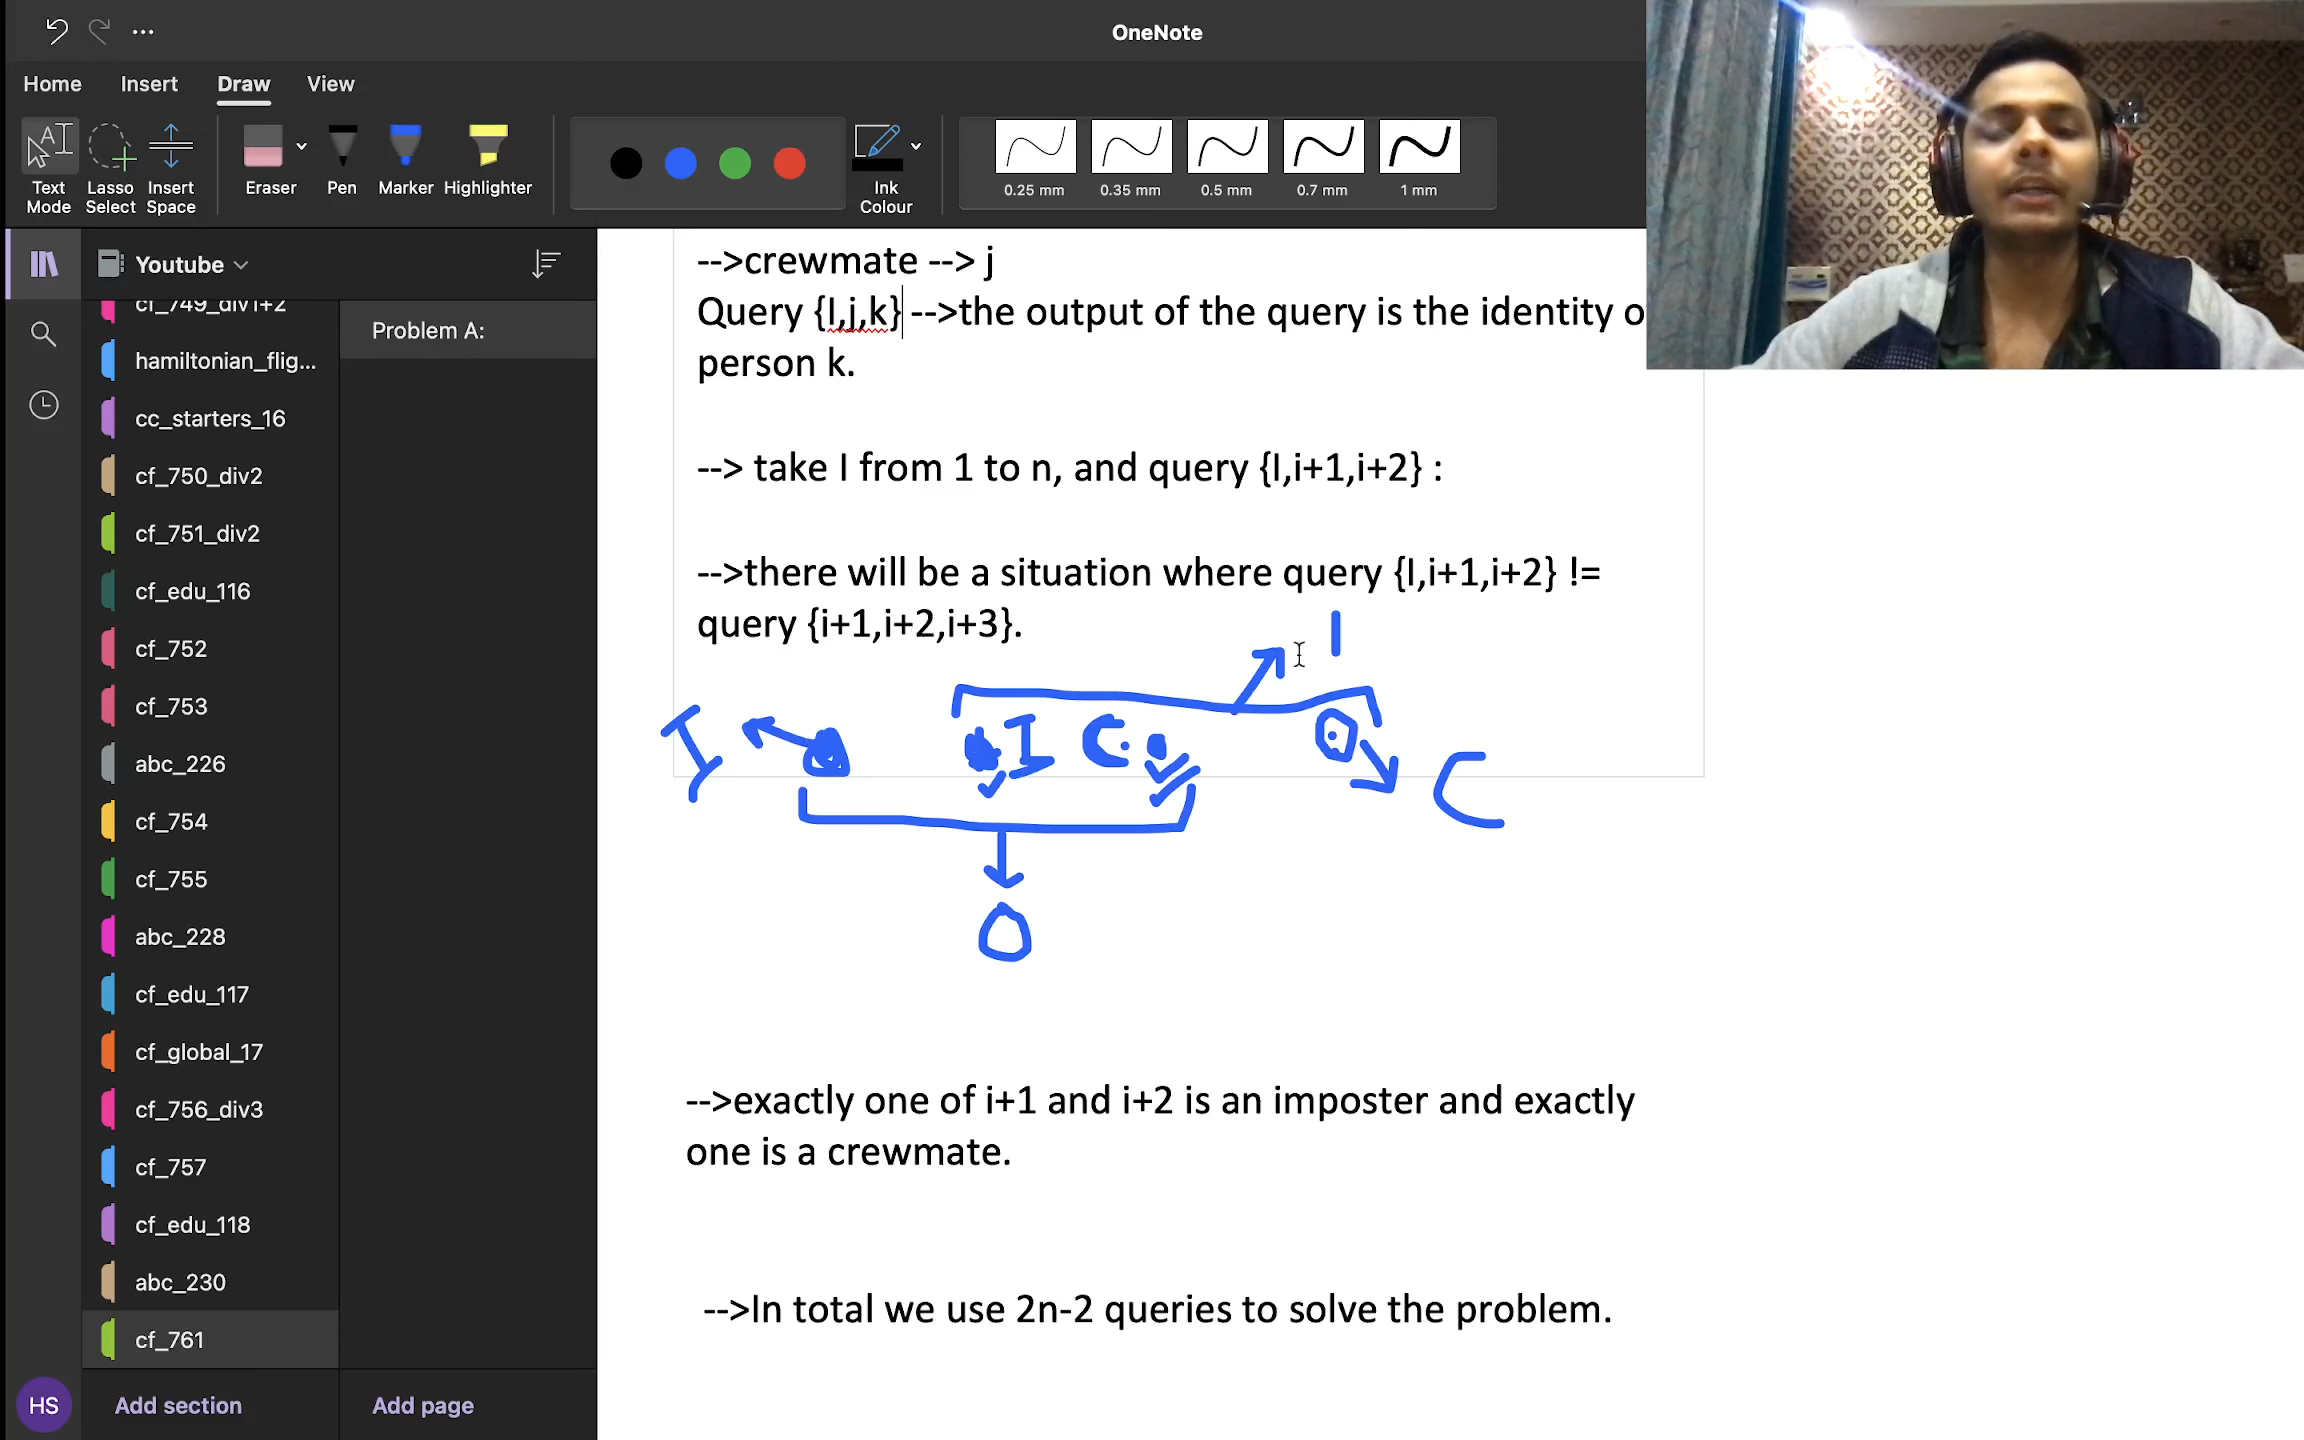 OneNote
Home Insert Draw View
Text Mode
Lasso Select
Insert Space
Eraser
Pen
Marker
Highlighter
Ink Colour
0.25 mm
0.35 mm
0.5 mm
0.7 mm
1 mm
Youtube
cf_749_div1+2
hamiltonian_flig...
cc_starters_16
cf_750_div2
cf_751_div2
cf_edu_116
cf_752
cf_753
abc_226
cf_754
cf_755
abc_228
cf_edu_117
cf_global_17
cf_756_div3
cf_757
cf_edu_118
abc_230
cf_761
HS
Add section
Problem A:
Add page
-->crewmate --> j
Query {I,j,k} -->the output of the query is the identity o
person k.
--> take I from 1 to n, and query {I,i+1,i+2} :
-->there will be a situation where query {I,i+1,i+2} !=
query {i+1,i+2,i+3}.
1
I I C C
0
-->exactly one of i+1 and i+2 is an imposter and exactly
one is a crewmate.
-->In total we use 2n-2 queries to solve the problem.